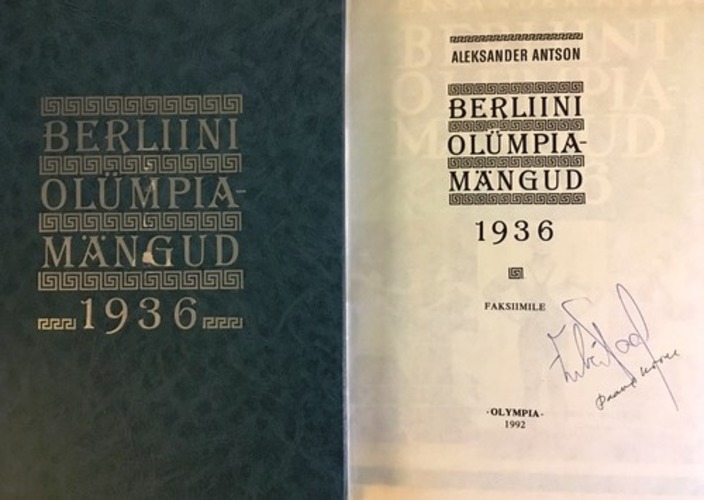 BERLIINI
OLÜMPIA-
MÄNGUD
1936
ALEKSANDER ANTSON
BERLIINI
OLÜMPIA-
MÄNGUD
1936
FAKSIIMILE
·OLYMPIA·
1992